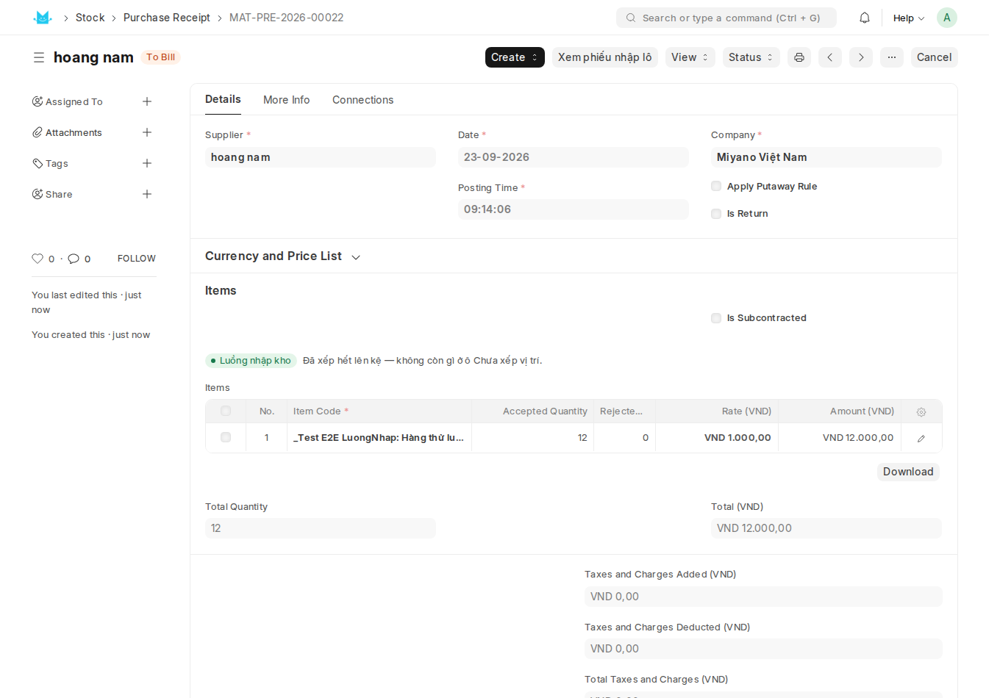 Stock
Purchase Receipt
MAT-PRE-2026-00022
Search or type a command (Ctrl + G)
Help
A
hoang nam
To Bill
Create
Xem phiếu nhập lô
View
Status
Cancel
Assigned To
Attachments
Tags
Share
0 · 0
FOLLOW
You last edited this · just
now
You created this · just now
Details
More Info
Connections
Supplier *
hoang nam
Date *
23-09-2026
Company *
Miyano Việt Nam
Posting Time *
09:14:06
Apply Putaway Rule
Is Return
Currency and Price List
Items
Is Subcontracted
Luồng nhập kho
Đã xếp hết lên kệ — không còn gì ở ô Chưa xếp vị trí.
Items
No.
Item Code *
Accepted Quantity
Rejecte...
Rate (VND)
Amount (VND)
1
_Test E2E LuongNhap: Hàng thử lu...
12
0
VND 1.000,00
VND 12.000,00
Download
Total Quantity
12
Total (VND)
VND 12.000,00
Taxes and Charges Added (VND)
VND 0,00
Taxes and Charges Deducted (VND)
VND 0,00
Total Taxes and Charges (VND)